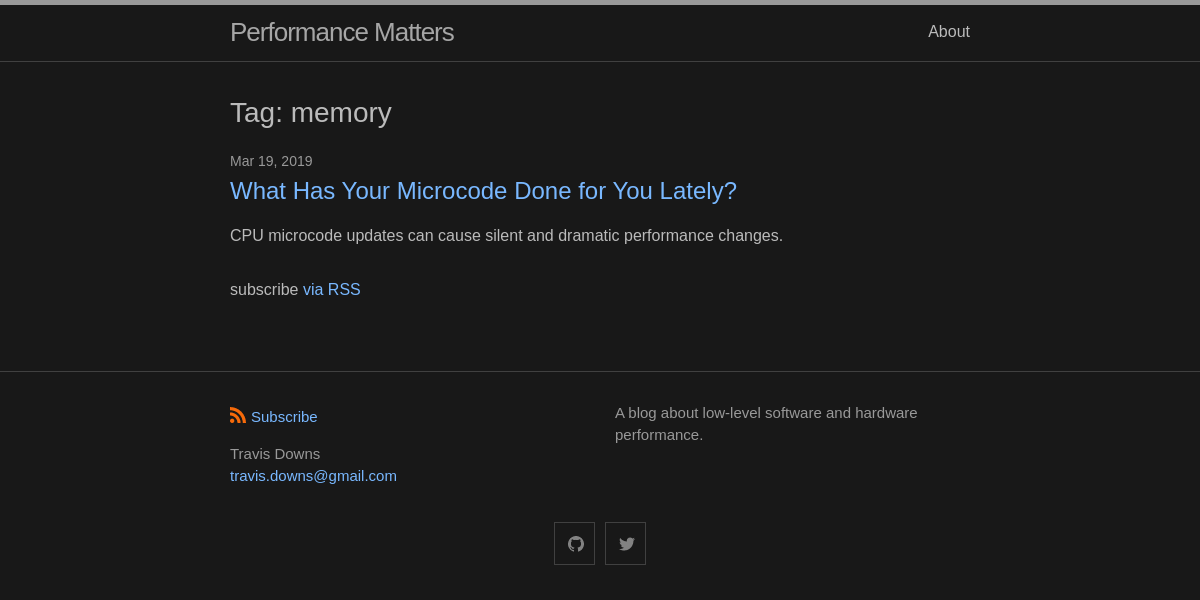 Performance Matters
About
Tag: memory
Mar 19, 2019
What Has Your Microcode Done for You Lately?
CPU microcode updates can cause silent and dramatic performance changes.
subscribe via RSS
Subscribe
Travis Downs
travis.downs@gmail.com
A blog about low-level software and hardware
performance.